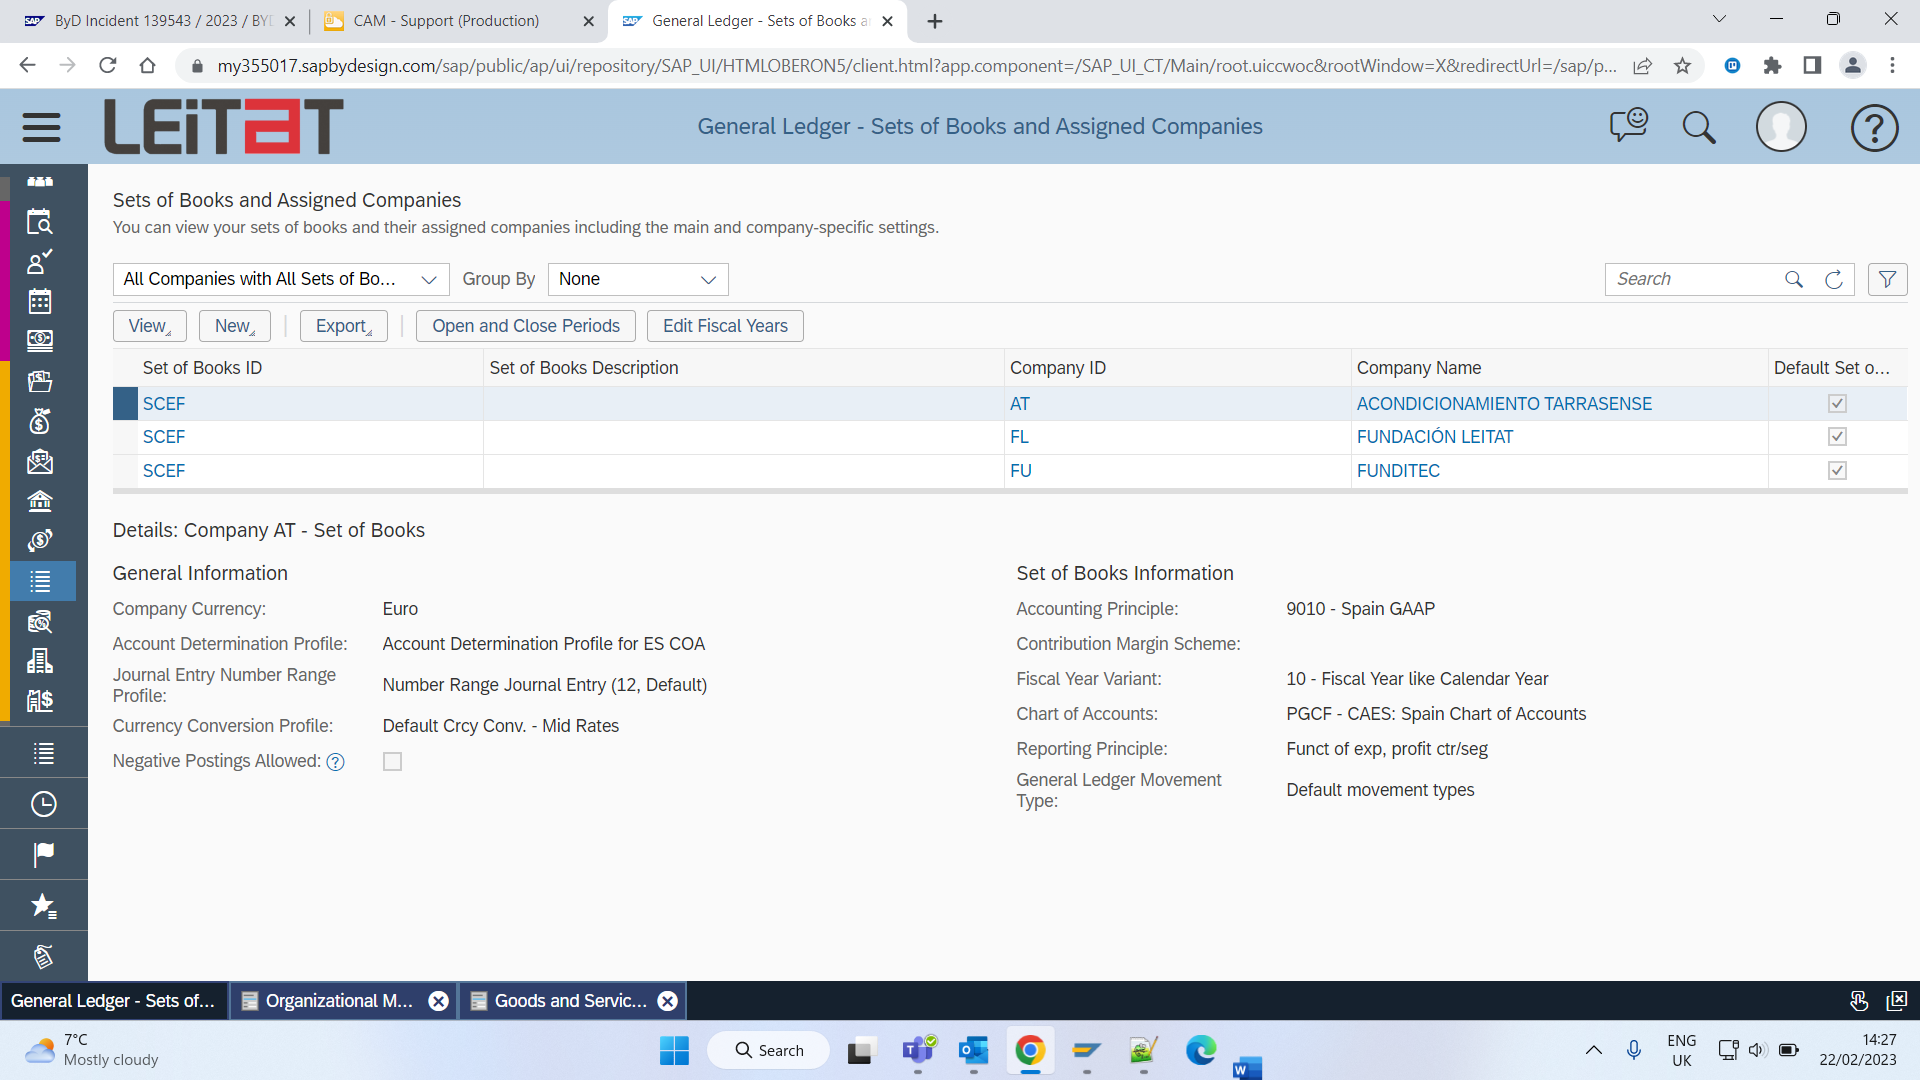 ByD Incident 139543 / 2023 / BYD
CAM - Support (Production)
General Ledger - Sets of Books a
my355017.sapbydesign.com/sap/public/ap/ui/repository/SAP_UI/HTMLOBERON5/client.html?app.component=/SAP_UI_CT/Main/root.uiccwoc&rootWindow=X&redirectUrl=/sap/p...
LEiTAT
General Ledger - Sets of Books and Assigned Companies
Sets of Books and Assigned Companies
You can view your sets of books and their assigned companies including the main and company-specific settings.
All Companies with All Sets of Bo... Group By None Search
View New Export Open and Close Periods Edit Fiscal Years
Set of Books ID Set of Books Description Company ID Company Name Default Set o...
SCEF AT ACONDICIONAMIENTO TARRASENSE
SCEF FL FUNDACIÓN LEITAT
SCEF FU FUNDITEC
Details: Company AT - Set of Books
General Information
Company Currency: Euro
Account Determination Profile: Account Determination Profile for ES COA
Journal Entry Number Range
Profile: Number Range Journal Entry (12, Default)
Currency Conversion Profile: Default Crcy Conv. - Mid Rates
Negative Postings Allowed: ?
Set of Books Information
Accounting Principle: 9010 - Spain GAAP
Contribution Margin Scheme:
Fiscal Year Variant: 10 - Fiscal Year like Calendar Year
Chart of Accounts: PGCF - CAES: Spain Chart of Accounts
Reporting Principle: Funct of exp, profit ctr/seg
General Ledger Movement
Type: Default movement types
General Ledger - Sets of... Organizational M... Goods and Servic...
7°C
Mostly cloudy
Search
ENG
UK
14:27
22/02/2023